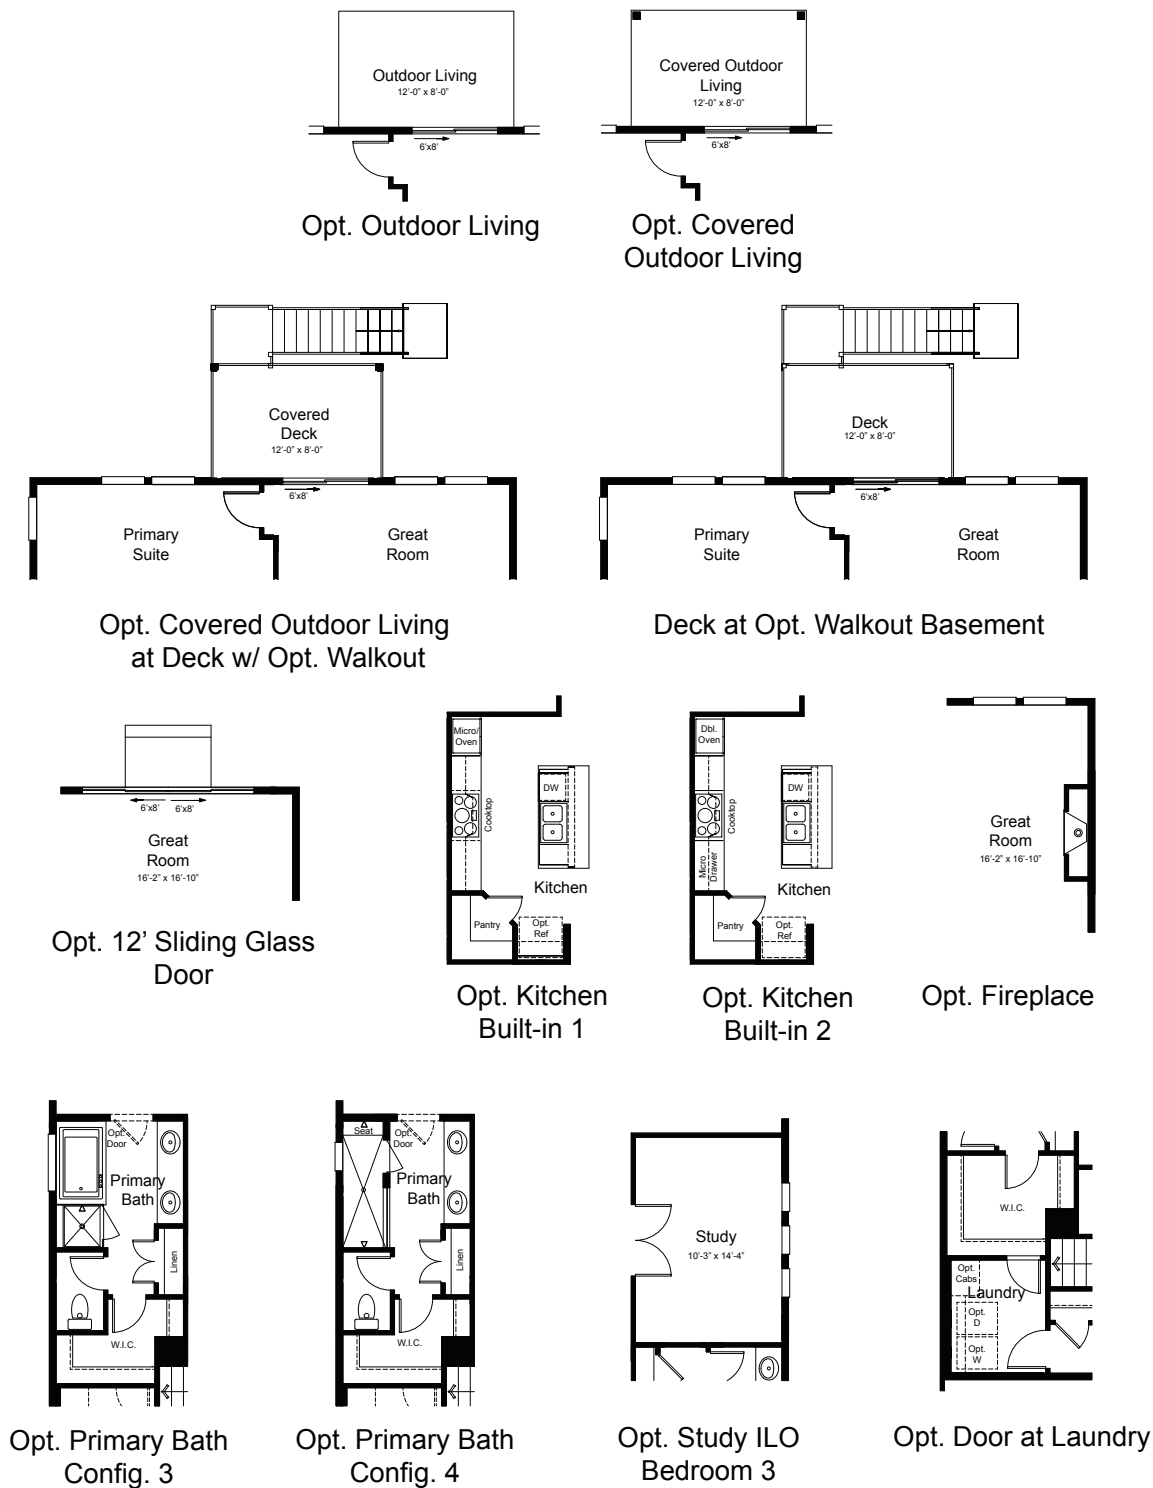 Outdoor Living
12'-0" x 8'-0"
6'x8'
Opt. Outdoor Living
Covered Outdoor
Living
12'-0" x 8'-0"
6'x8'
Opt. Covered
Outdoor Living
Covered
Deck
12'-0" x 8'-0"
6'x8'
Primary
Suite
Great
Room
Opt. Covered Outdoor Living
at Deck w/ Opt. Walkout
Deck
12'-0" x 8'-0"
6'x8'
Primary
Suite
Great
Room
Deck at Opt. Walkout Basement
6'x8' 6'x8'
Great
Room
16'-2" x 16'-10"
Opt. 12’ Sliding Glass
Door
Micro/
Oven
Cooktop
DW
Kitchen
Pantry
Opt.
Ref
Opt. Kitchen
Built-in 1
Dbl.
Oven
Cooktop
DW
Micro
Drawer
Kitchen
Pantry
Opt.
Ref
Opt. Kitchen
Built-in 2
Great
Room
16'-2" x 16'-10"
Opt. Fireplace
Opt.
Door
Primary
Bath
Linen
W.I.C.
Opt. Primary Bath
Config. 3
Seat
Opt.
Door
Primary
Bath
Linen
W.I.C.
Opt. Primary Bath
Config. 4
Study
10'-3" x 14'-4"
Opt. Study ILO
Bedroom 3
W.I.C.
Opt.
Cabs
Laundry
Opt.
D
Opt.
W
Opt. Door at Laundry